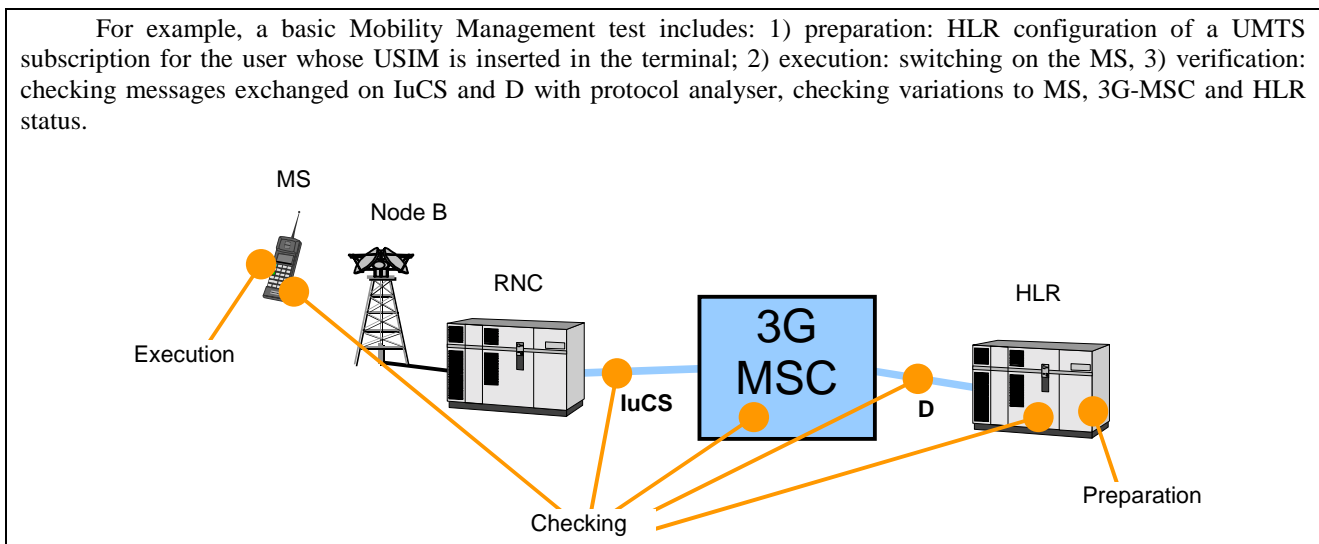 For example, a basic Mobility Management test includes: 1) preparation: HLR configuration of a UMTS
subscription for the user whose USIM is inserted in the terminal; 2) execution: switching on the MS, 3) verification:
checking messages exchanged on IuCS and D with protocol analyser, checking variations to MS, 3G-MSC and HLR
status.
MS
Node B
RNC
HLR
3G
MSC
Execution
IuCS
D
Preparation
Checking